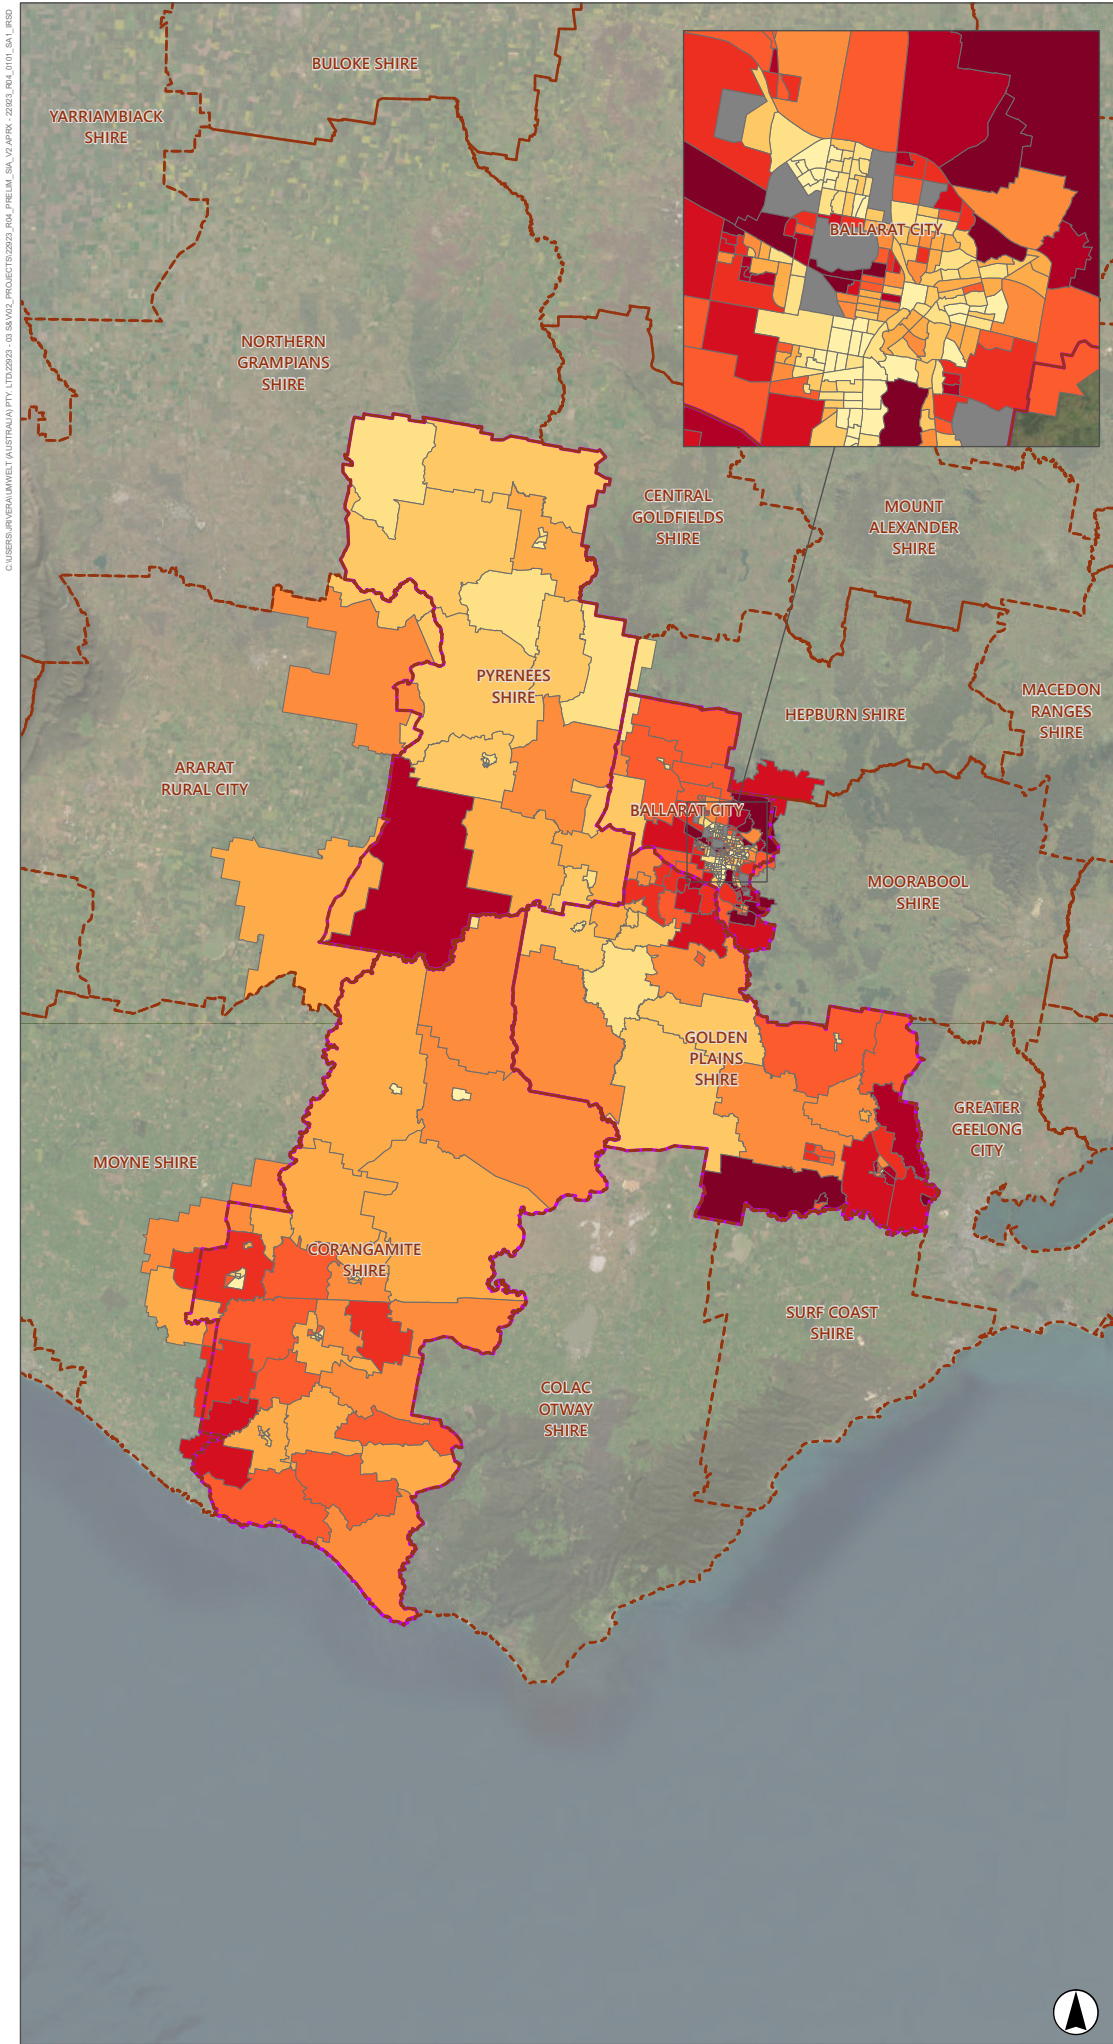 C:\USERS\JRIVERA\UMWELT (AUSTRALIA) PTY. LTD\22923 - 03 S&V\02_PROJECTS\22923_R04_PRELIM_SIA_V2.APRX - 22923_R04_0101_SA1_IRSD
BULOKE SHIRE
YARRIAMBIACK
SHIRE
BALLARAT CITY
NORTHERN
GRAMPIANS
SHIRE
CENTRAL
GOLDFIELDS
SHIRE
MOUNT
ALEXANDER
SHIRE
PYRENEES
SHIRE
HEPBURN SHIRE
MACEDON
RANGES
SHIRE
ARARAT
RURAL CITY
BALLARAT CITY
MOORABOOL
SHIRE
GOLDEN
PLAINS
SHIRE
GREATER
GEELONG
CITY
MOYNE SHIRE
CORANGAMITE
SHIRE
SURF COAST
SHIRE
COLAC
OTWAY
SHIRE